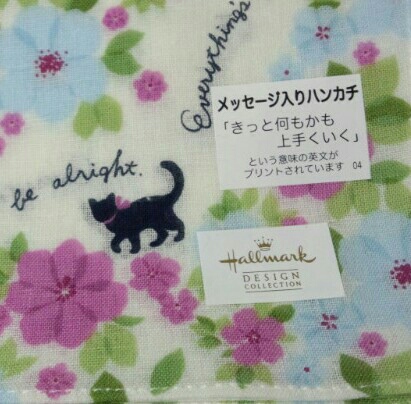 Everything's
be alright.
メッセージ入りハンカチ
「きっと何もかも
上手くいく」
という意味の英文が
プリントされています 04
Hallmark
DESIGN
COLLECTION